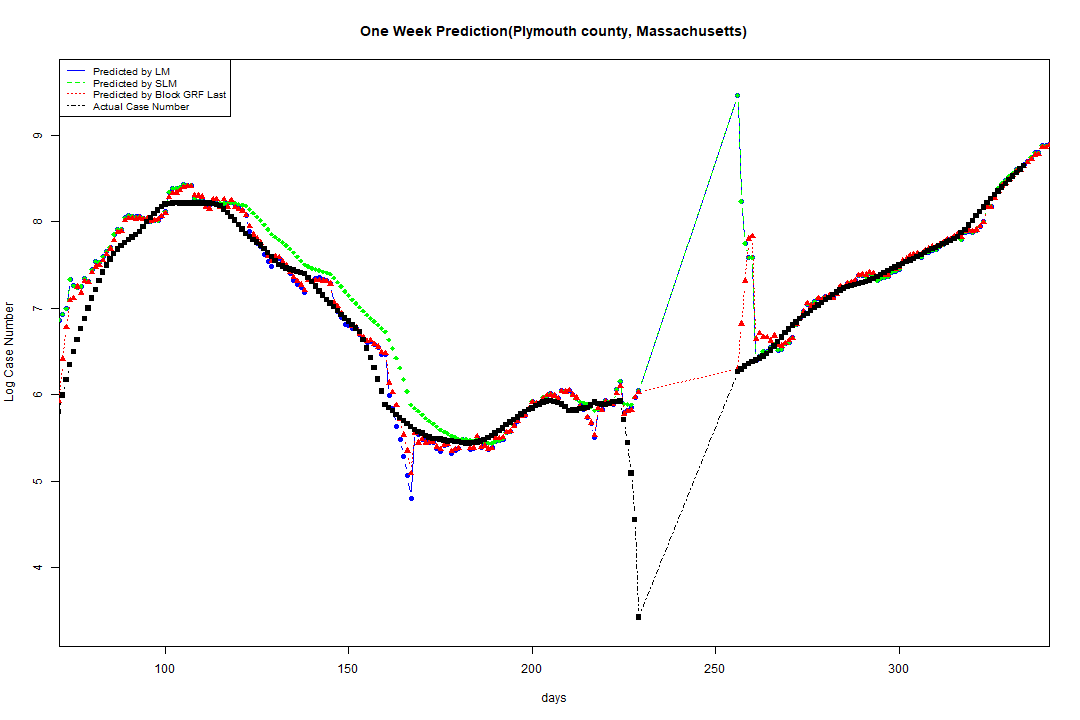 One Week Prediction(Plymouth county, Massachusetts)
Predicted by LM
Predicted by SLM
Predicted by Block GRF Last
Actual Case Number
Log Case Number
9
8
7
6
5
4
100 150 200 250 300
days